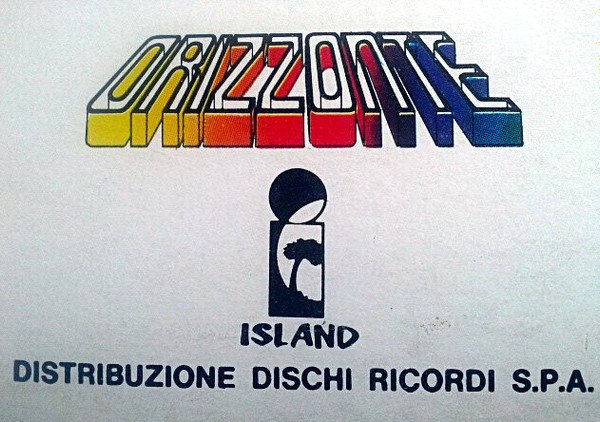 ORIZZONTE
ISLAND
DISTRIBUZIONE DISCHI RICORDI S.P.A.